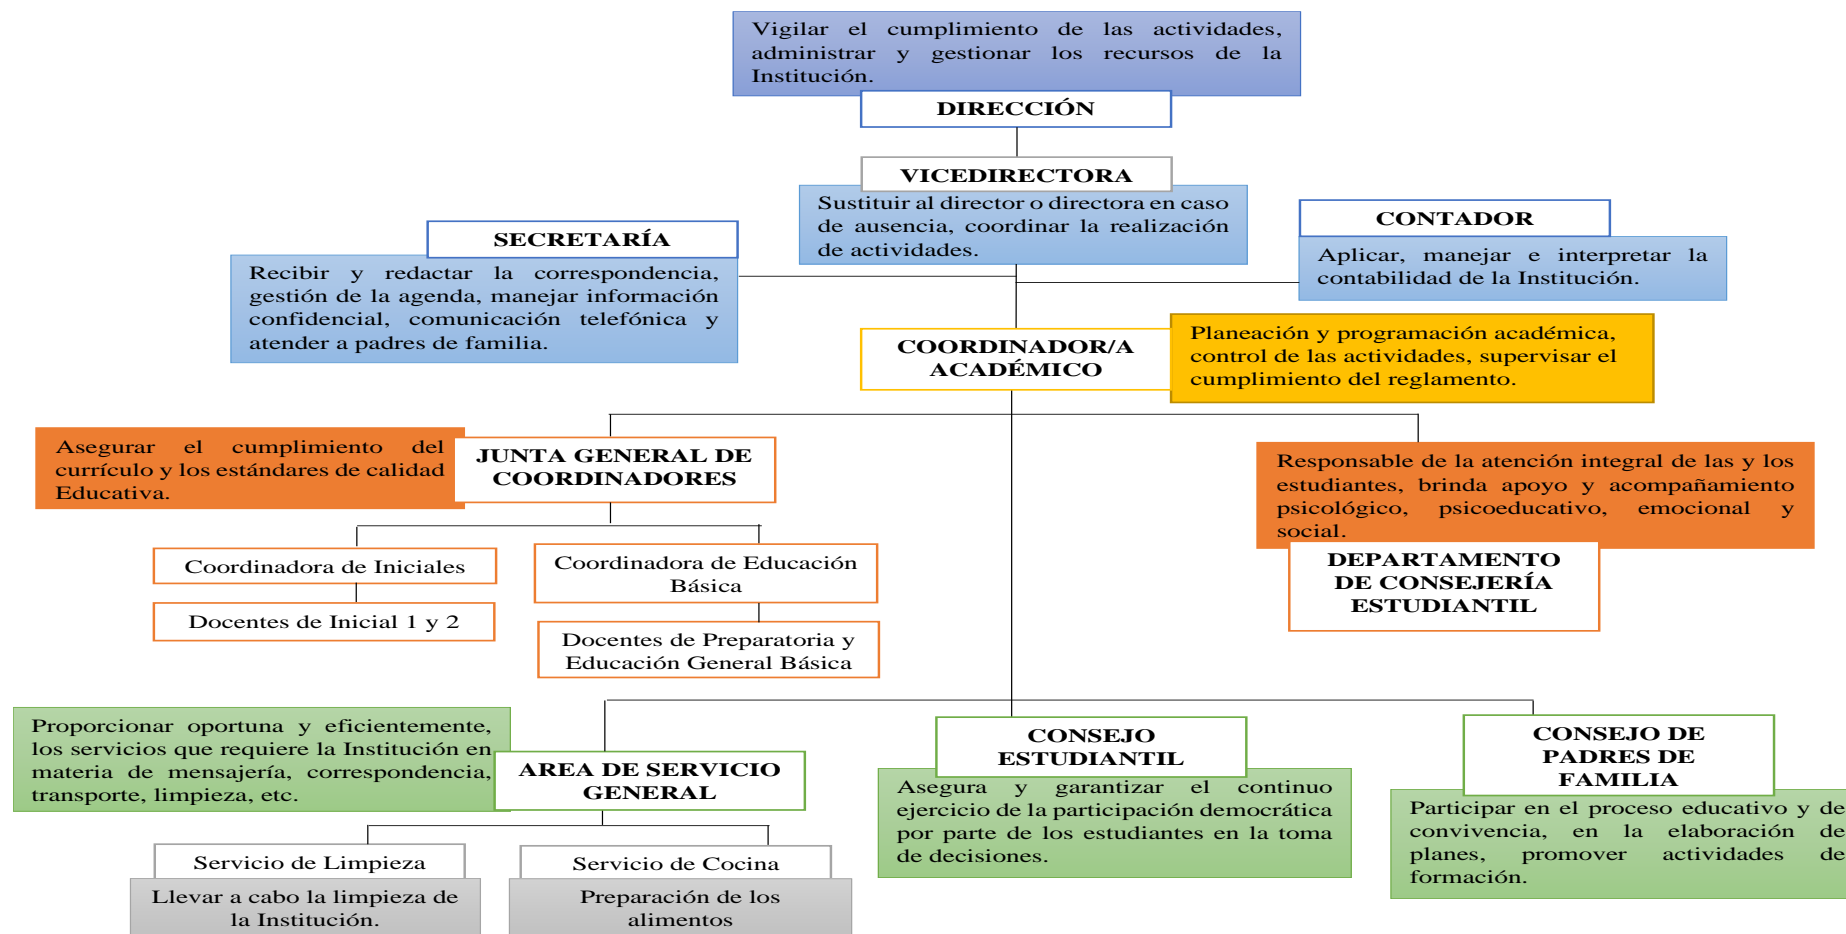 Vigilar el cumplimiento de las actividades,
administrar y gestionar los recursos de la
Institución.
DIRECCIÓN
VICEDIRECTORA
Sustituir al director o directora en caso
de ausencia, coordinar la realización
de actividades.
SECRETARÍA
Recibir y redactar la correspondencia,
gestión de la agenda, manejar información
confidencial, comunicación telefónica y
atender a padres de familia.
CONTADOR
Aplicar, manejar e interpretar la
contabilidad de la Institución.
COORDINADOR/A
ACADÉMICO
Planeación y programación académica,
control de las actividades, supervisar el
cumplimiento del reglamento.
Asegurar el cumplimiento del
currículo y los estándares de calidad
Educativa.
JUNTA GENERAL DE
COORDINADORES
Responsable de la atención integral de las y los
estudiantes, brinda apoyo y acompañamiento
psicológico, psicoeducativo, emocional y
social.
DEPARTAMENTO
DE CONSEJERÍA
ESTUDIANTIL
Coordinadora de Iniciales
Docentes de Inicial 1 y 2
Coordinadora de Educación
Básica
Docentes de Preparatoria y
Educación General Básica
Proporcionar oportuna y eficientemente,
los servicios que requiere la Institución en
materia de mensajería, correspondencia,
transporte, limpieza, etc.
AREA DE SERVICIO
GENERAL
CONSEJO
ESTUDIANTIL
Asegura y garantizar el continuo
ejercicio de la participación democrática
por parte de los estudiantes en la toma
de decisiones.
CONSEJO DE
PADRES DE
FAMILIA
Participar en el proceso educativo y de
convivencia, en la elaboración de
planes, promover actividades de
formación.
Servicio de Limpieza
Llevar a cabo la limpieza de
la Institución.
Servicio de Cocina
Preparación de los
alimentos